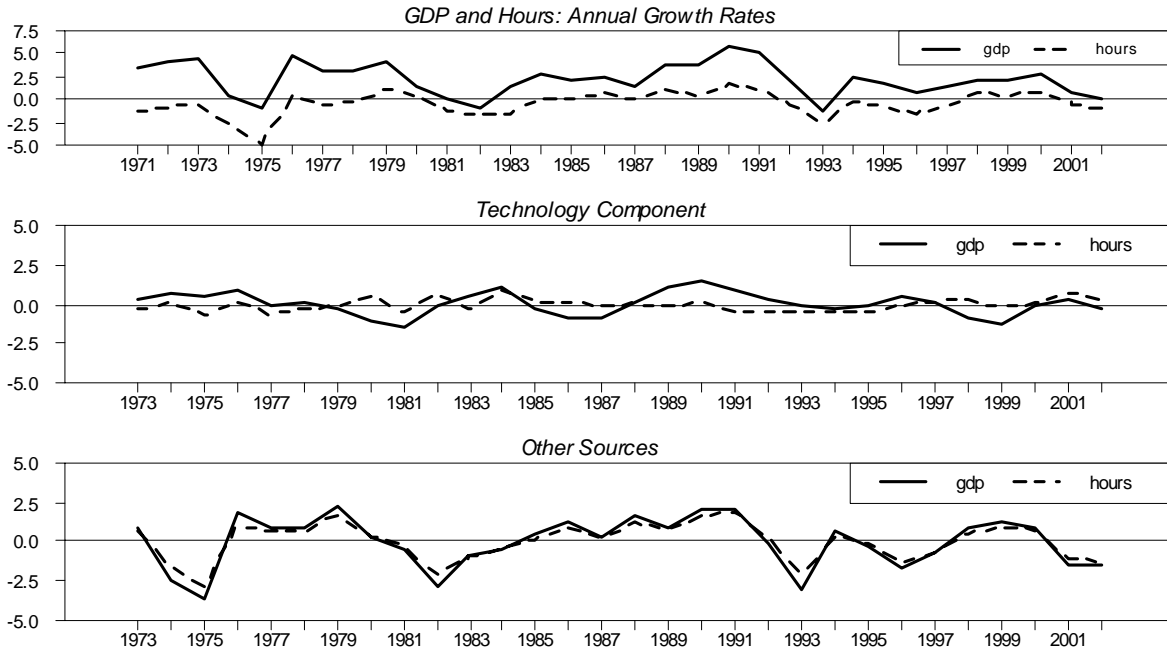 GDP and Hours: Annual Growth Rates
7.5
5.0
2.5
0.0
-2.5
-5.0
gdp hours
1971 1973 1975 1977 1979 1981 1983 1985 1987 1989 1991 1993 1995 1997 1999 2001
Technology Component
5.0
2.5
0.0
-2.5
-5.0
gdp hours
1973 1975 1977 1979 1981 1983 1985 1987 1989 1991 1993 1995 1997 1999 2001
Other Sources
5.0
2.5
0.0
-2.5
-5.0
gdp hours
1973 1975 1977 1979 1981 1983 1985 1987 1989 1991 1993 1995 1997 1999 2001